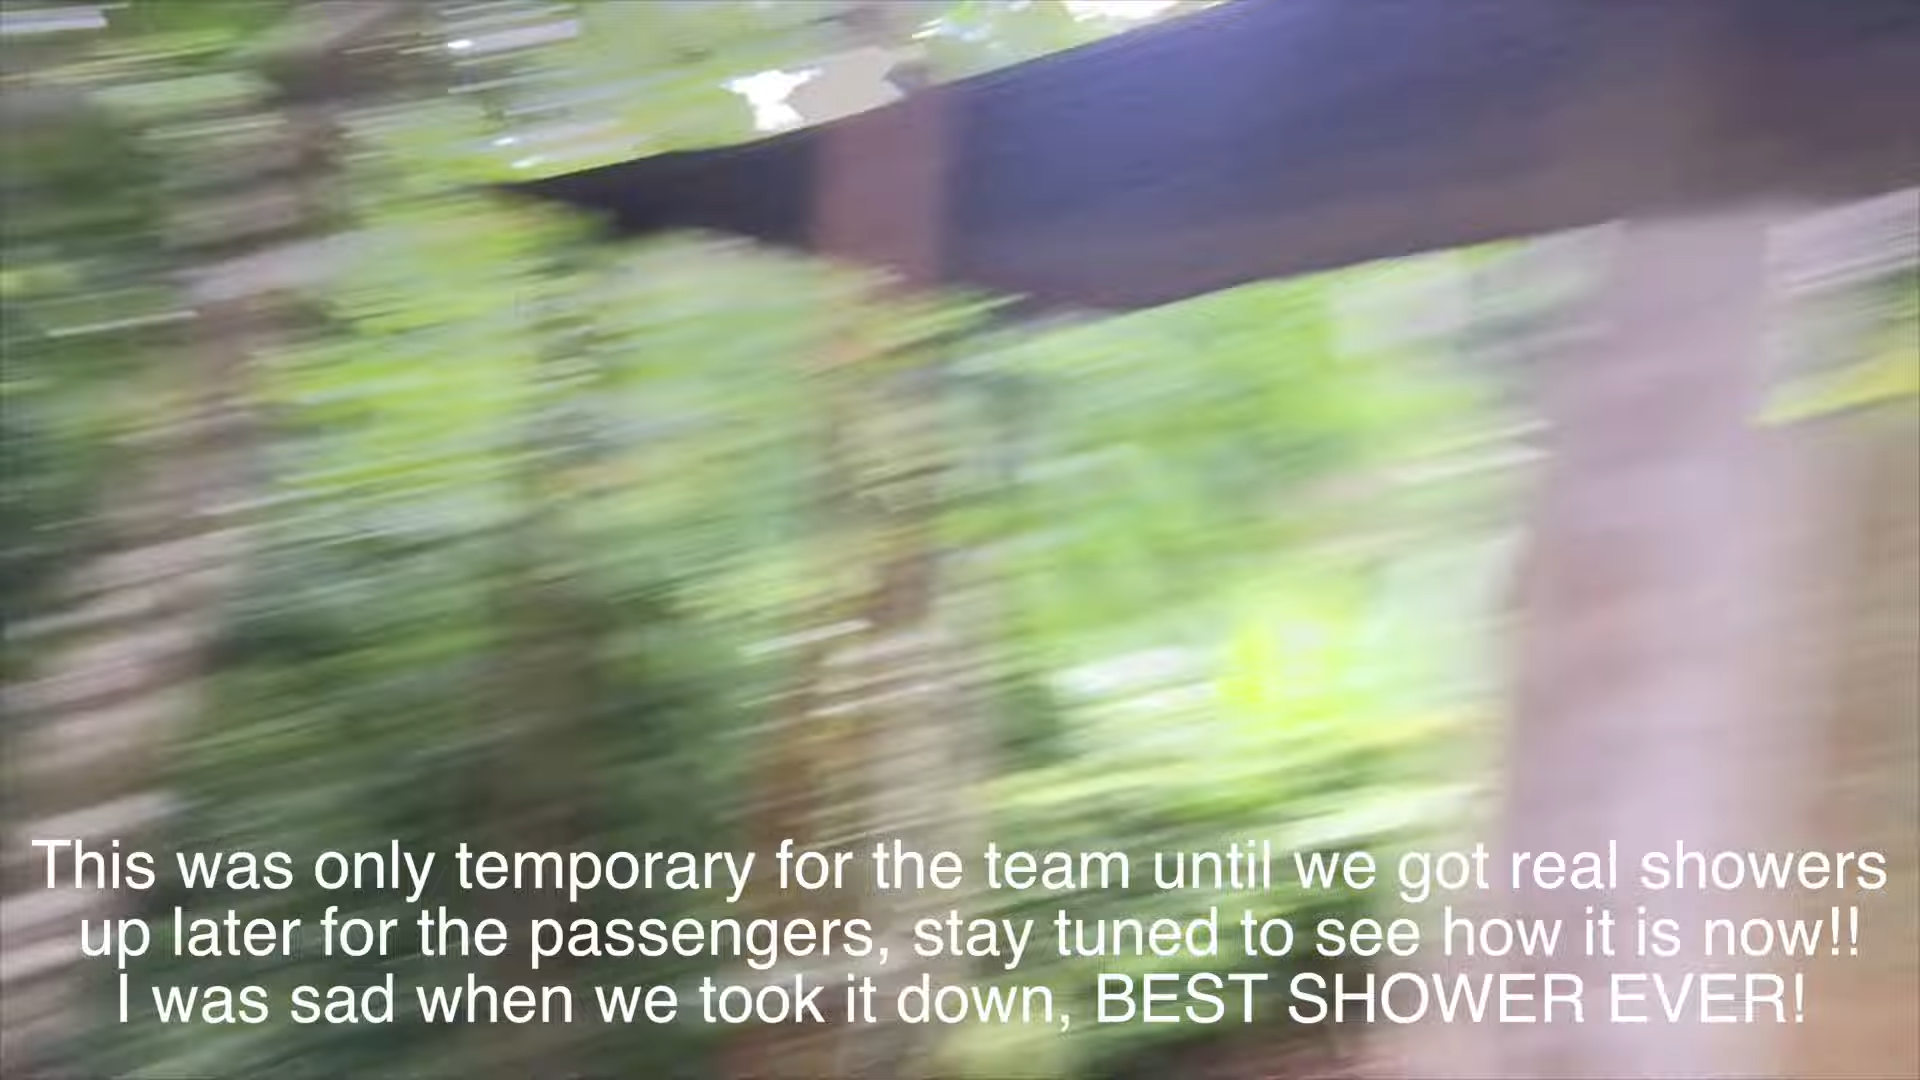 This was only temporary for the team until we got real showers
up later for the passengers, stay tuned to see how it is now!!
I was sad when we took it down, BEST SHOWER EVER!